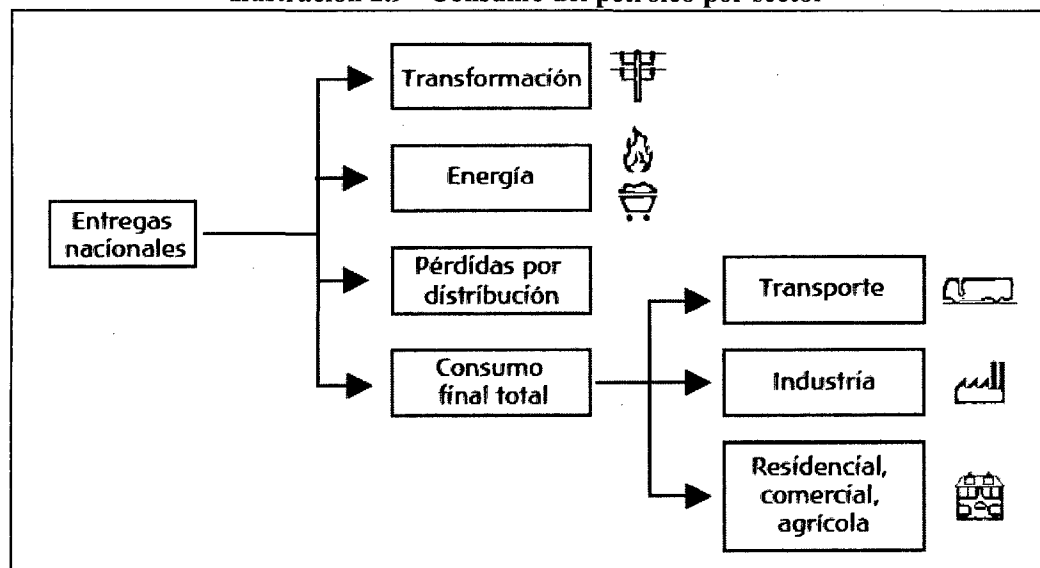 Consumo del petróleo por sector
Transformación
Energía
Entregas
nacionales
Pérdidas por
distribución
Consumo
final total
Transporte
Industria
Residencial,
comercial,
agrícola